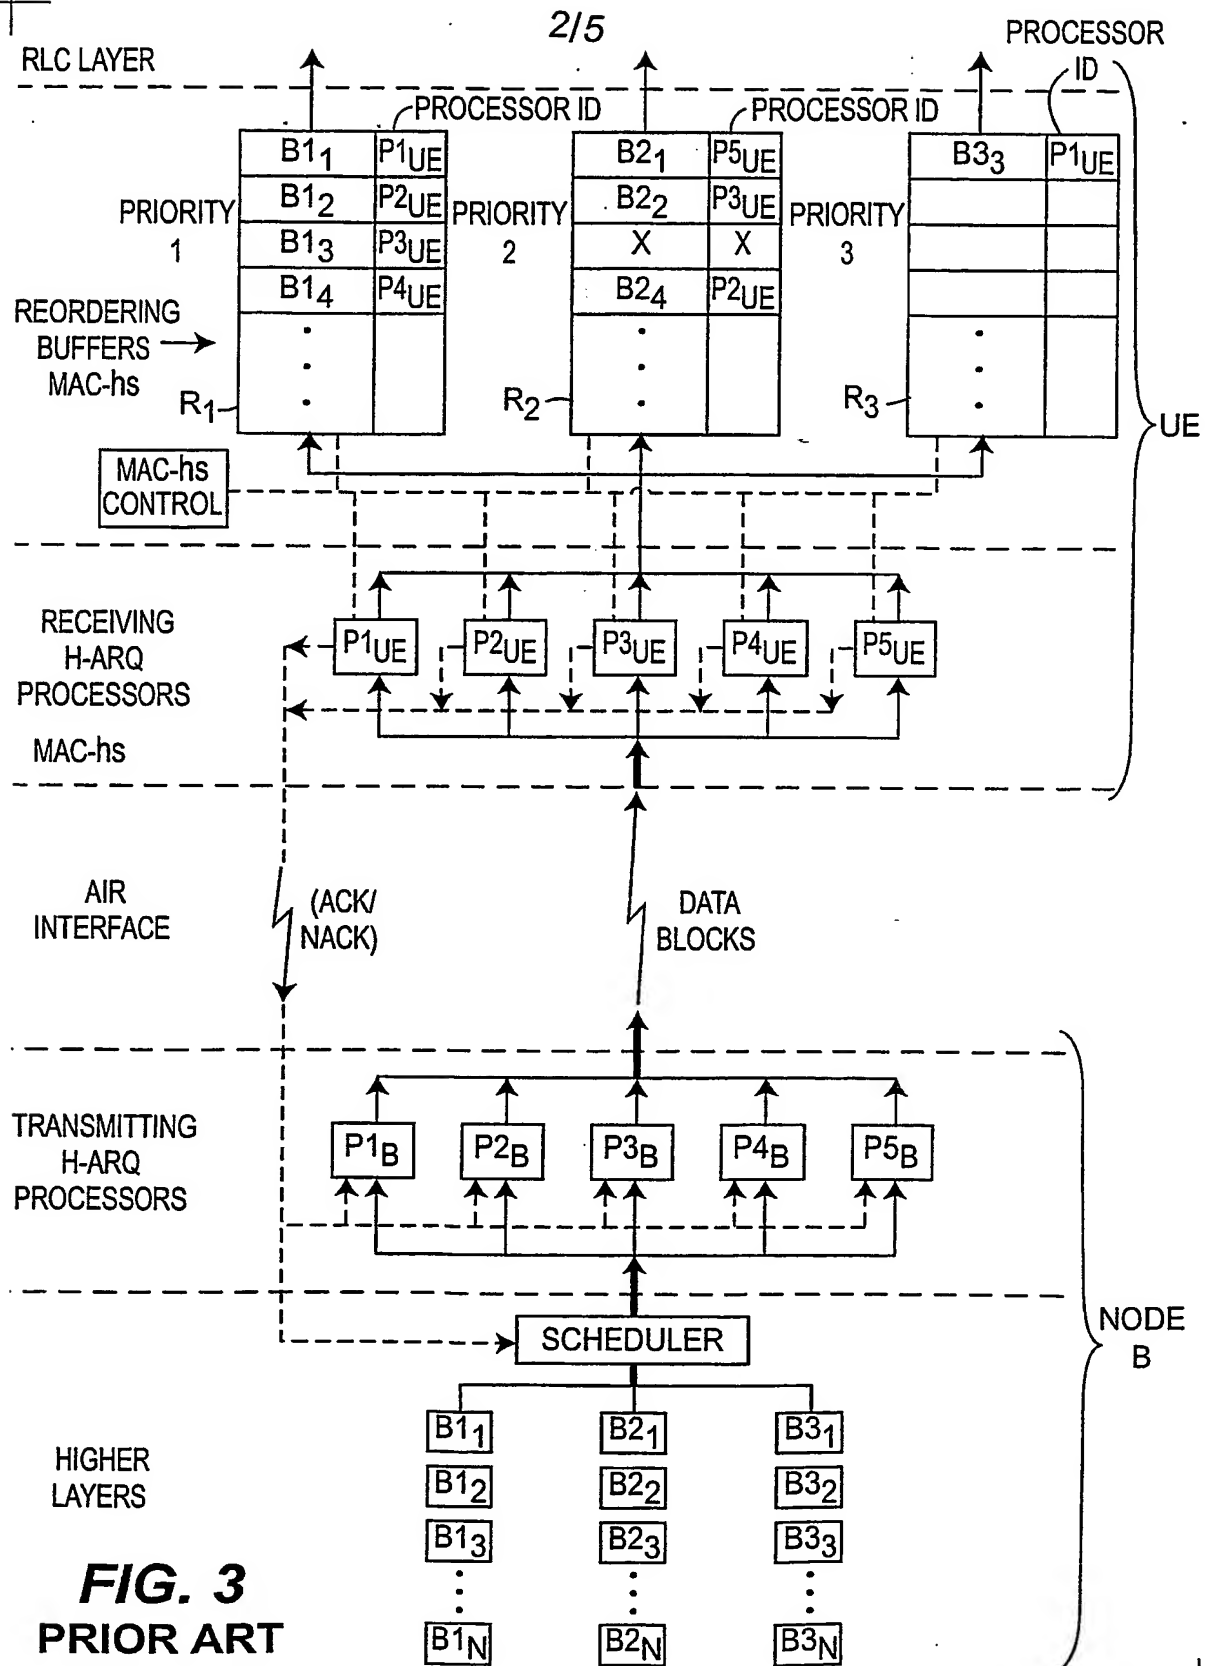 2/5
RLC LAYER
PROCESSOR
ID
PROCESSOR ID
PROCESSOR ID
B1₁ P1UE
B1₂ P2UE
B1₃ P3UE
B1₄ P4UE
PRIORITY
1
B2₁ P5UE
B2₂ P3UE
X X
B2₄ P2UE
PRIORITY
2
B3₃ P1UE
PRIORITY
3
REORDERING
BUFFERS
MAC-hs
R₁
R₂
R₃
UE
MAC-hs
CONTROL
RECEIVING
H-ARQ
PROCESSORS
MAC-hs
P1UE P2UE P3UE P4UE P5UE
AIR
INTERFACE
(ACK/
NACK)
DATA
BLOCKS
TRANSMITTING
H-ARQ
PROCESSORS
P1B P2B P3B P4B P5B
SCHEDULER
NODE
B
HIGHER
LAYERS
B1₁ B2₁ B3₁
B1₂ B2₂ B3₂
B1₃ B2₃ B3₃
B1N B2N B3N
FIG. 3
PRIOR ART